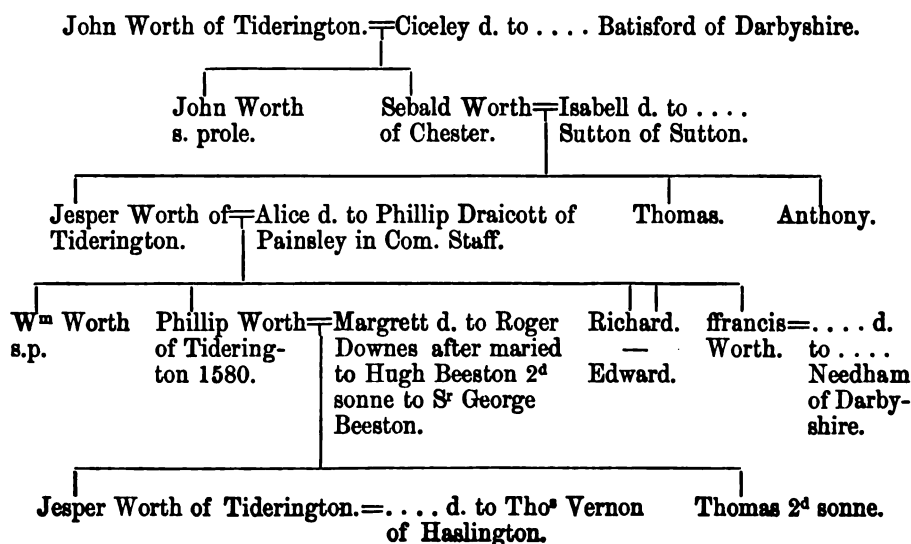 John Worth of Tiderington.=Ciceley d. to . . . . Batisford of Darbyshire.
John Worth
s. prole.
Sebald Worth=Isabell d. to . . . .
of Chester. Sutton of Sutton.
Jesper Worth of=Alice d. to Phillip Draicott of
Tiderington. Painsley in Com. Staff.
Thomas.
Anthony.
Wᵐ Worth
s.p.
Phillip Worth=Margrett d. to Roger
of Tidering- Downes after maried
ton 1580. to Hugh Beeston 2ᵈ
sonne to Sʳ George
Beeston.
Richard.
—
Edward.
ffrancis=. . . . d.
Worth. to . . . .
Needham
of Darby-
shire.
Jesper Worth of Tiderington.=. . . . d. to Thoˢ Vernon
of Haslington.
Thomas 2ᵈ sonne.